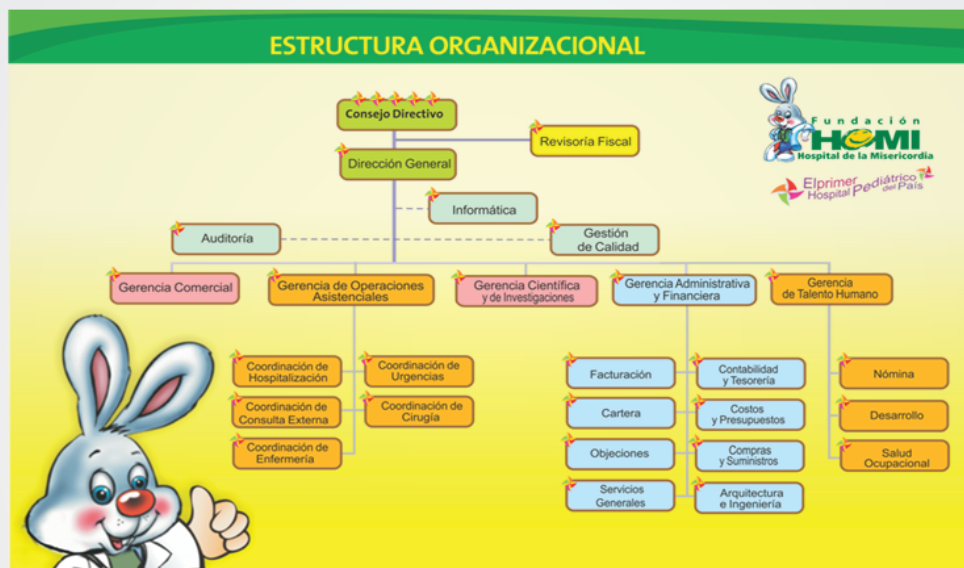 ESTRUCTURA ORGANIZACIONAL
Consejo Directivo
Revisoría Fiscal
Dirección General
Fundación
HOMI
Hospital de la Misericordia
Elprimer
Hospital Pediátrico
del País
Informática
Auditoría
Gestión
de Calidad
Gerencia Comercial
Gerencia de Operaciones
Asistenciales
Gerencia Científica
y de Investigaciones
Gerencia Administrativa
y Financiera
Gerencia
de Talento Humano
Coordinación de
Hospitalización
Coordinación de
Urgencias
Coordinación de
Consulta Externa
Coordinación de
Cirugía
Coordinación de
Enfermería
Facturación
Contabilidad
y Tesorería
Cartera
Costos
y Presupuestos
Objeciones
Compras
y Suministros
Servicios
Generales
Arquitectura
e Ingeniería
Nómina
Desarrollo
Salud
Ocupacional